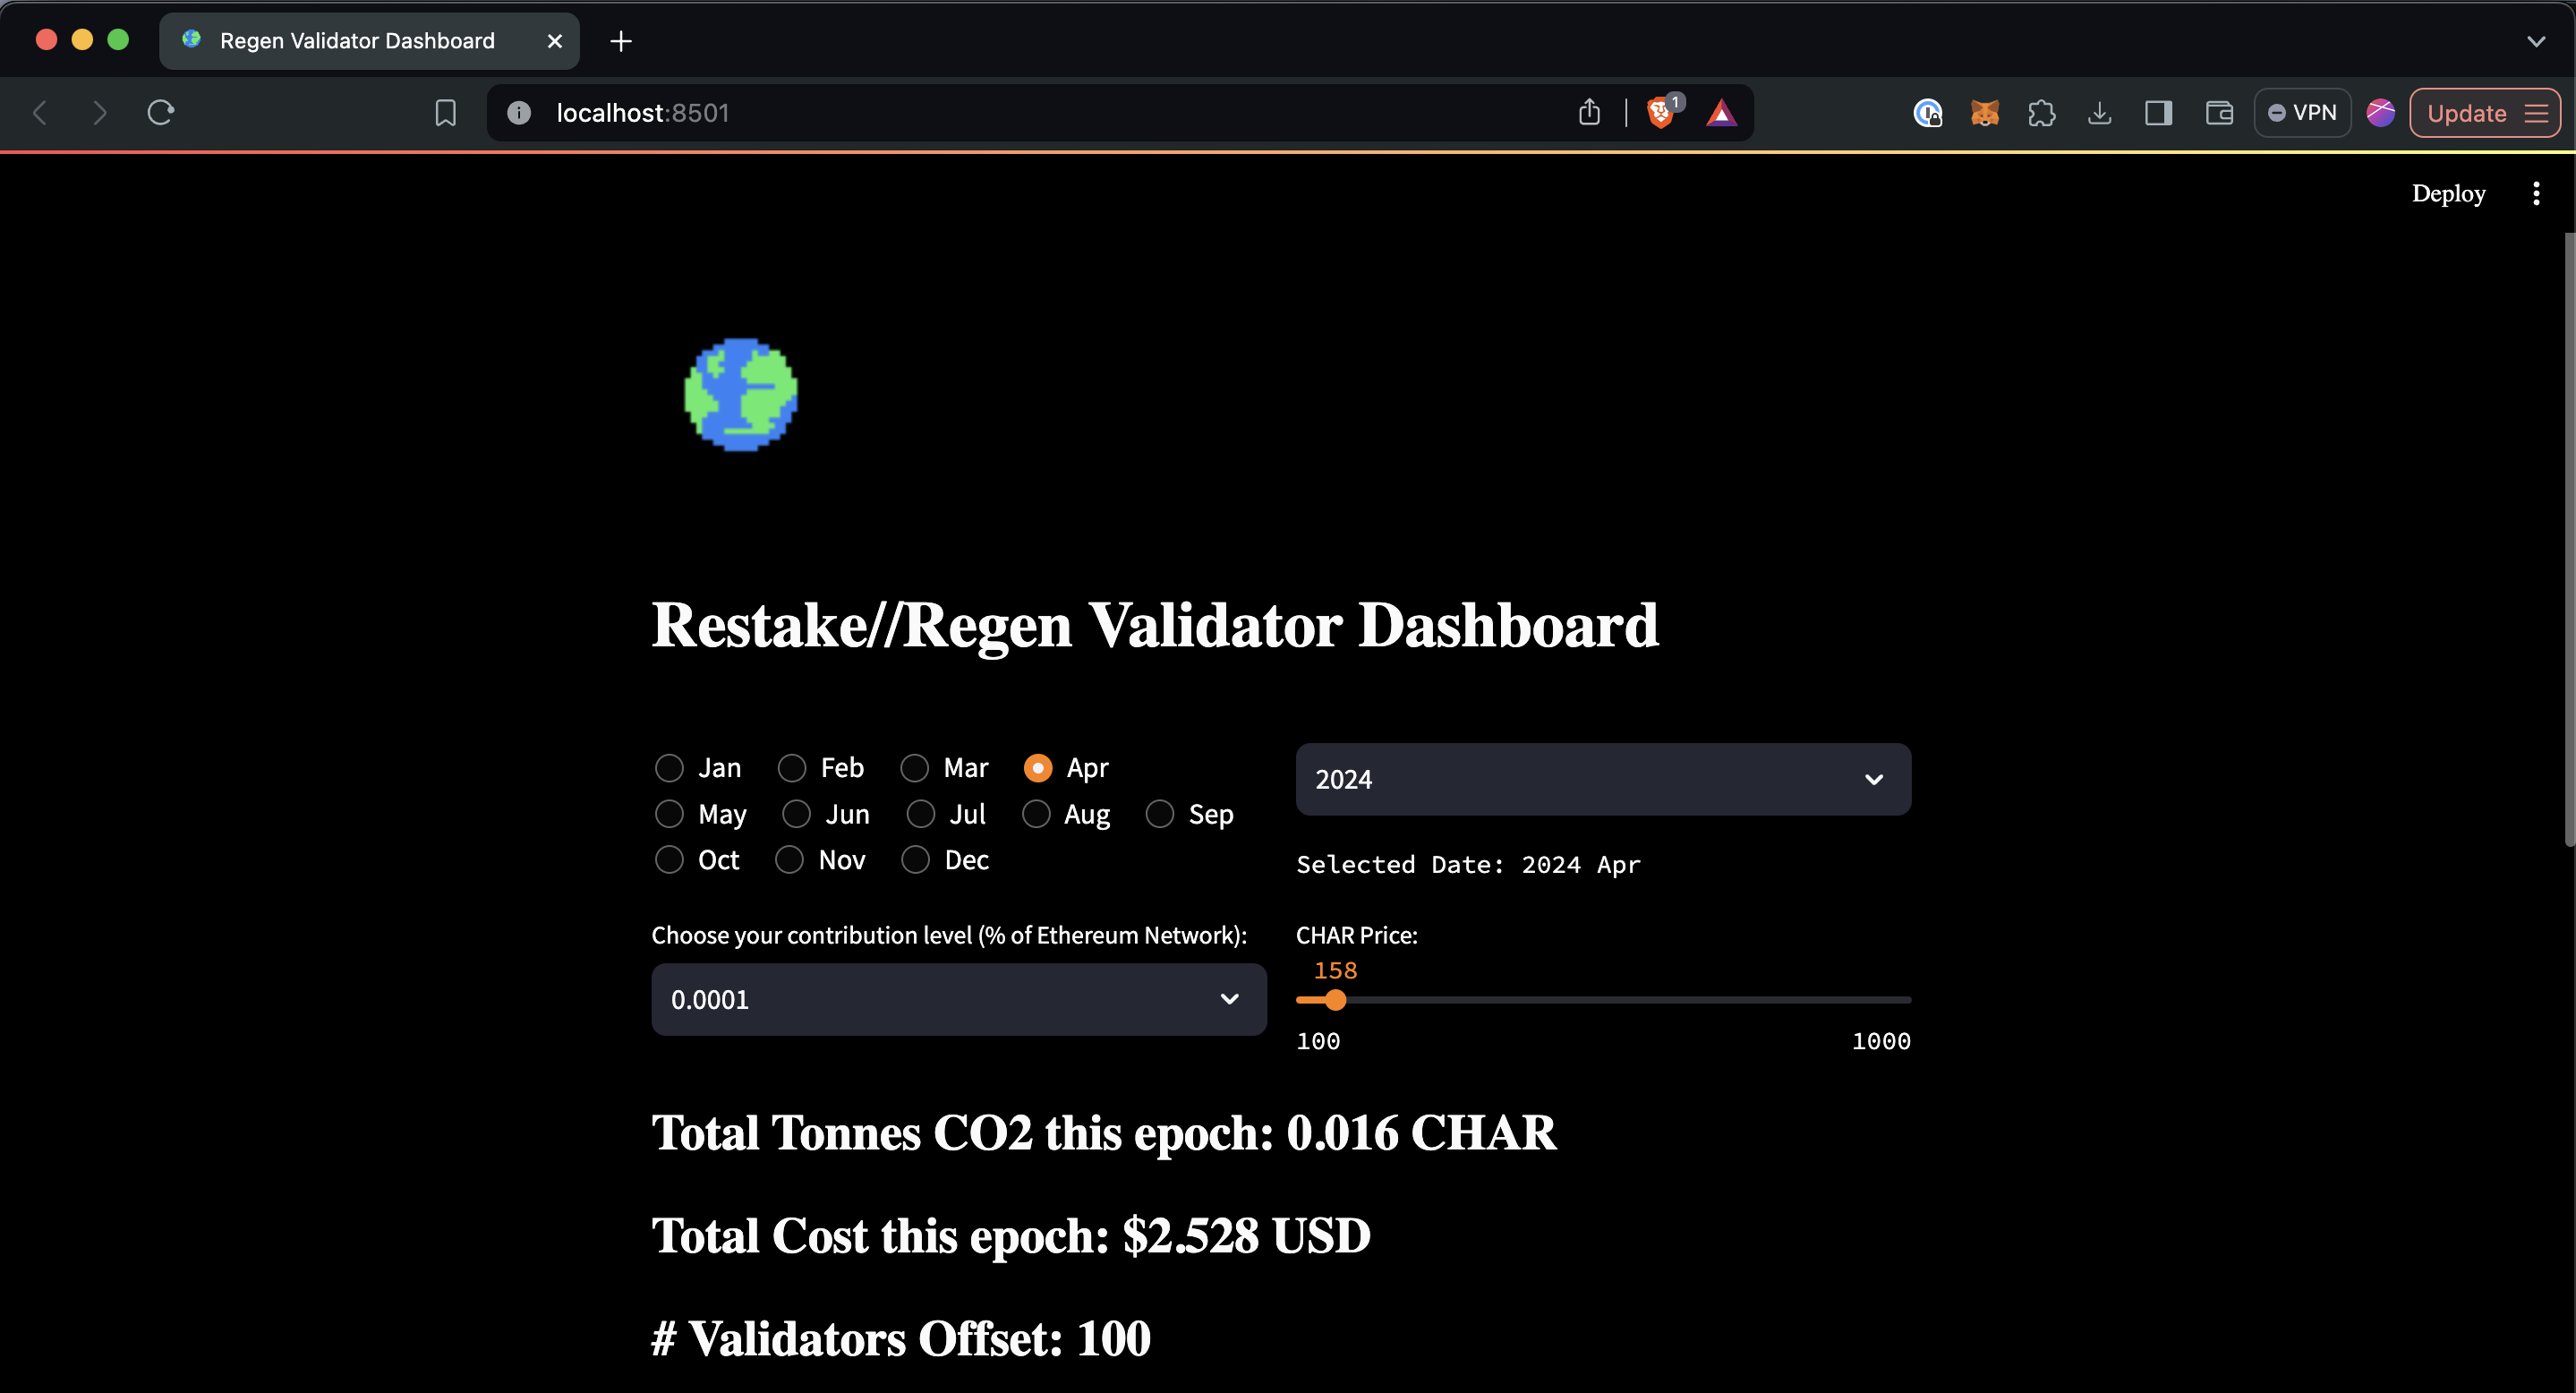 Regen Validator Dashboard
localhost:8501
1
VPN
Update
Deploy
Restake//Regen Validator Dashboard
Jan Feb Mar Apr
May Jun Jul Aug Sep
Oct Nov Dec
2024
Selected Date: 2024 Apr
Choose your contribution level (% of Ethereum Network):
0.0001
CHAR Price:
158
100 1000
Total Tonnes CO2 this epoch: 0.016 CHAR
Total Cost this epoch: $2.528 USD
# Validators Offset: 100